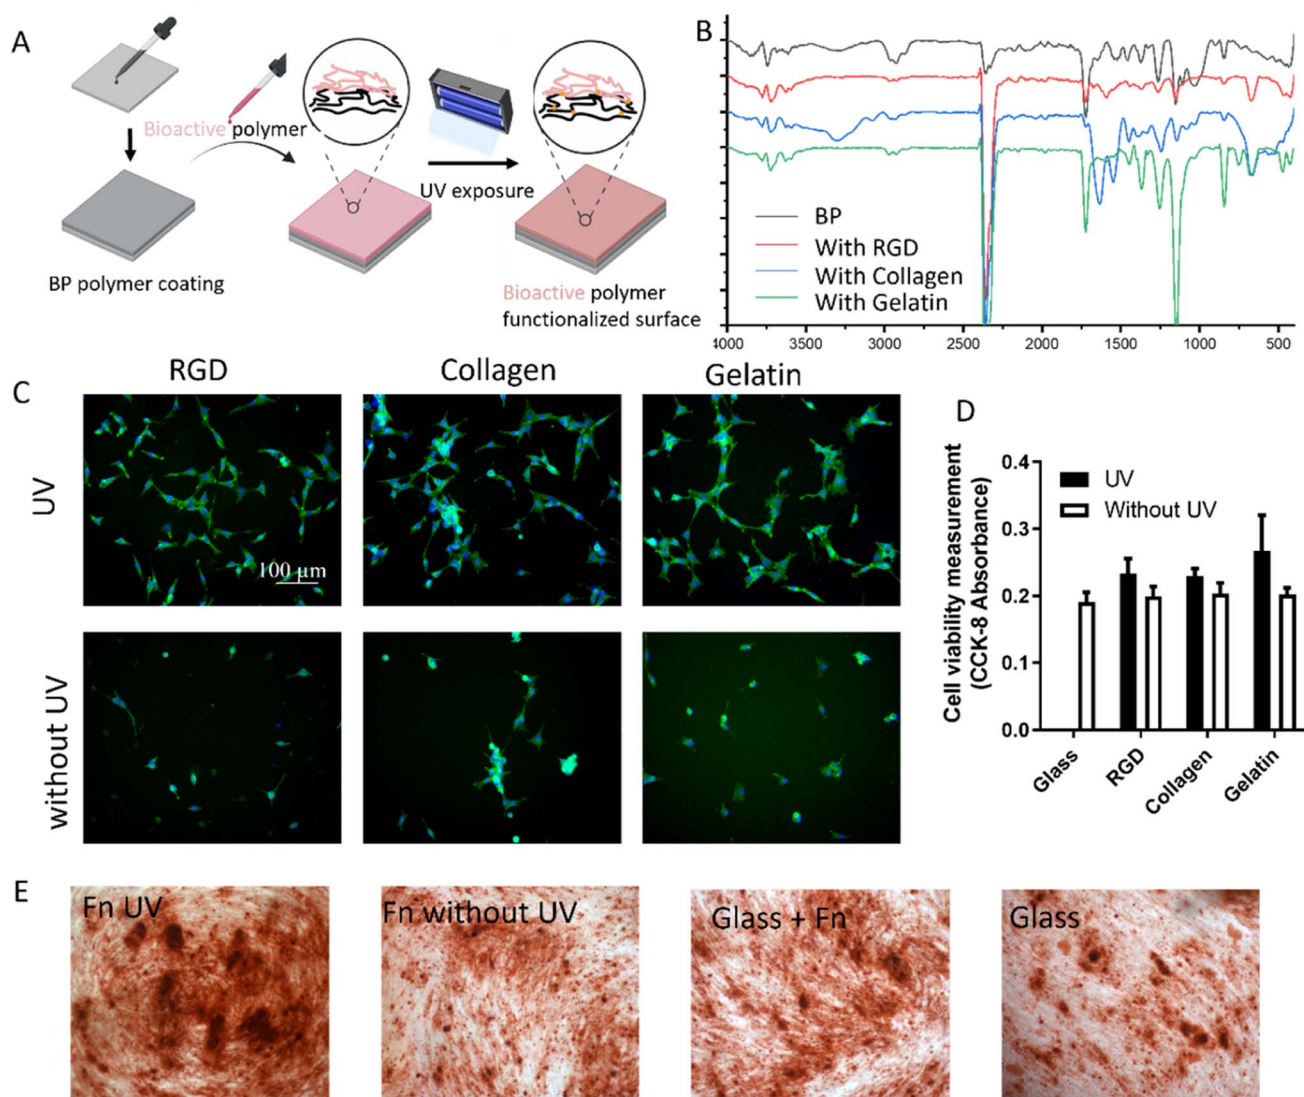 A
Bioactive polymer
UV exposure
BP polymer coating
Bioactive polymer
functionalized surface
B
BP
With RGD
With Collagen
With Gelatin
4000 3500 3000 2500 2000 1500 1000 500
C
RGD Collagen Gelatin
UV
100 µm
without UV
D
Cell viability measurement
(CCK-8 Absorbance)
0.4
0.3
0.2
0.1
0.0
UV
Without UV
Glass
RGD
Collagen
Gelatin
E
Fn UV
Fn without UV
Glass + Fn
Glass